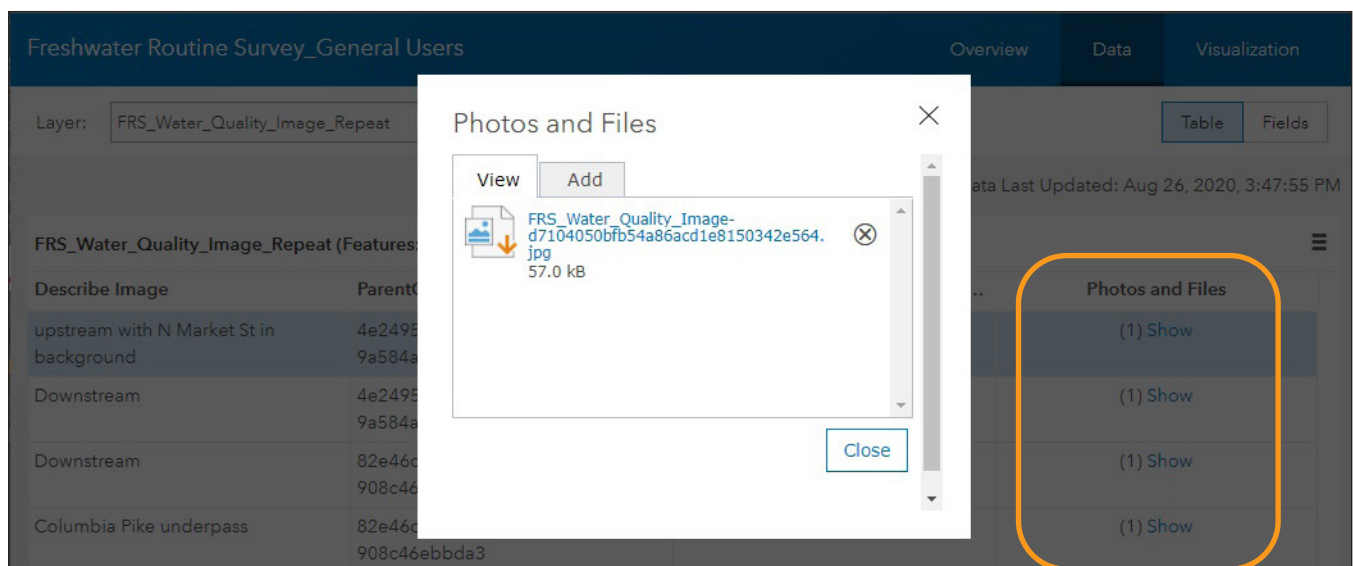 Freshwater Routine Survey_General Users
Overview Data Visualization
Layer: FRS_Water_Quality_Image_Repeat
Table Fields
Photos and Files
View Add
FRS_Water_Quality_Image-
d7104050bfb54a86acd1e8150342e564.
jpg
57.0 kB
Close
ata Last Updated: Aug 26, 2020, 3:47:55 PM
FRS_Water_Quality_Image_Repeat (Features:
Describe Image Parent .. Photos and Files
upstream with N Market St in 4e2495 (1) Show
background 9a584a
Downstream 4e2495 (1) Show
9a584a
Downstream 82e46c (1) Show
908c46
Columbia Pike underpass 82e46c (1) Show
908c46ebbda3